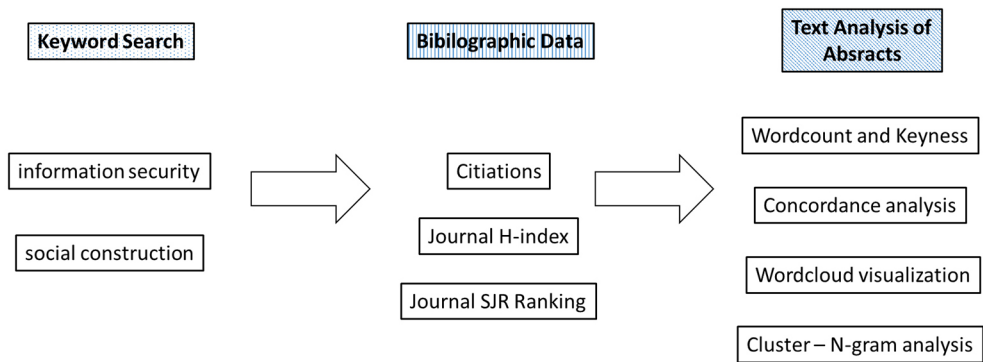 Keyword Search
information security
social construction
Bibilographic Data
Citiations
Journal H-index
Journal SJR Ranking
Text Analysis of
Absracts
Wordcount and Keyness
Concordance analysis
Wordcloud visualization
Cluster – N-gram analysis